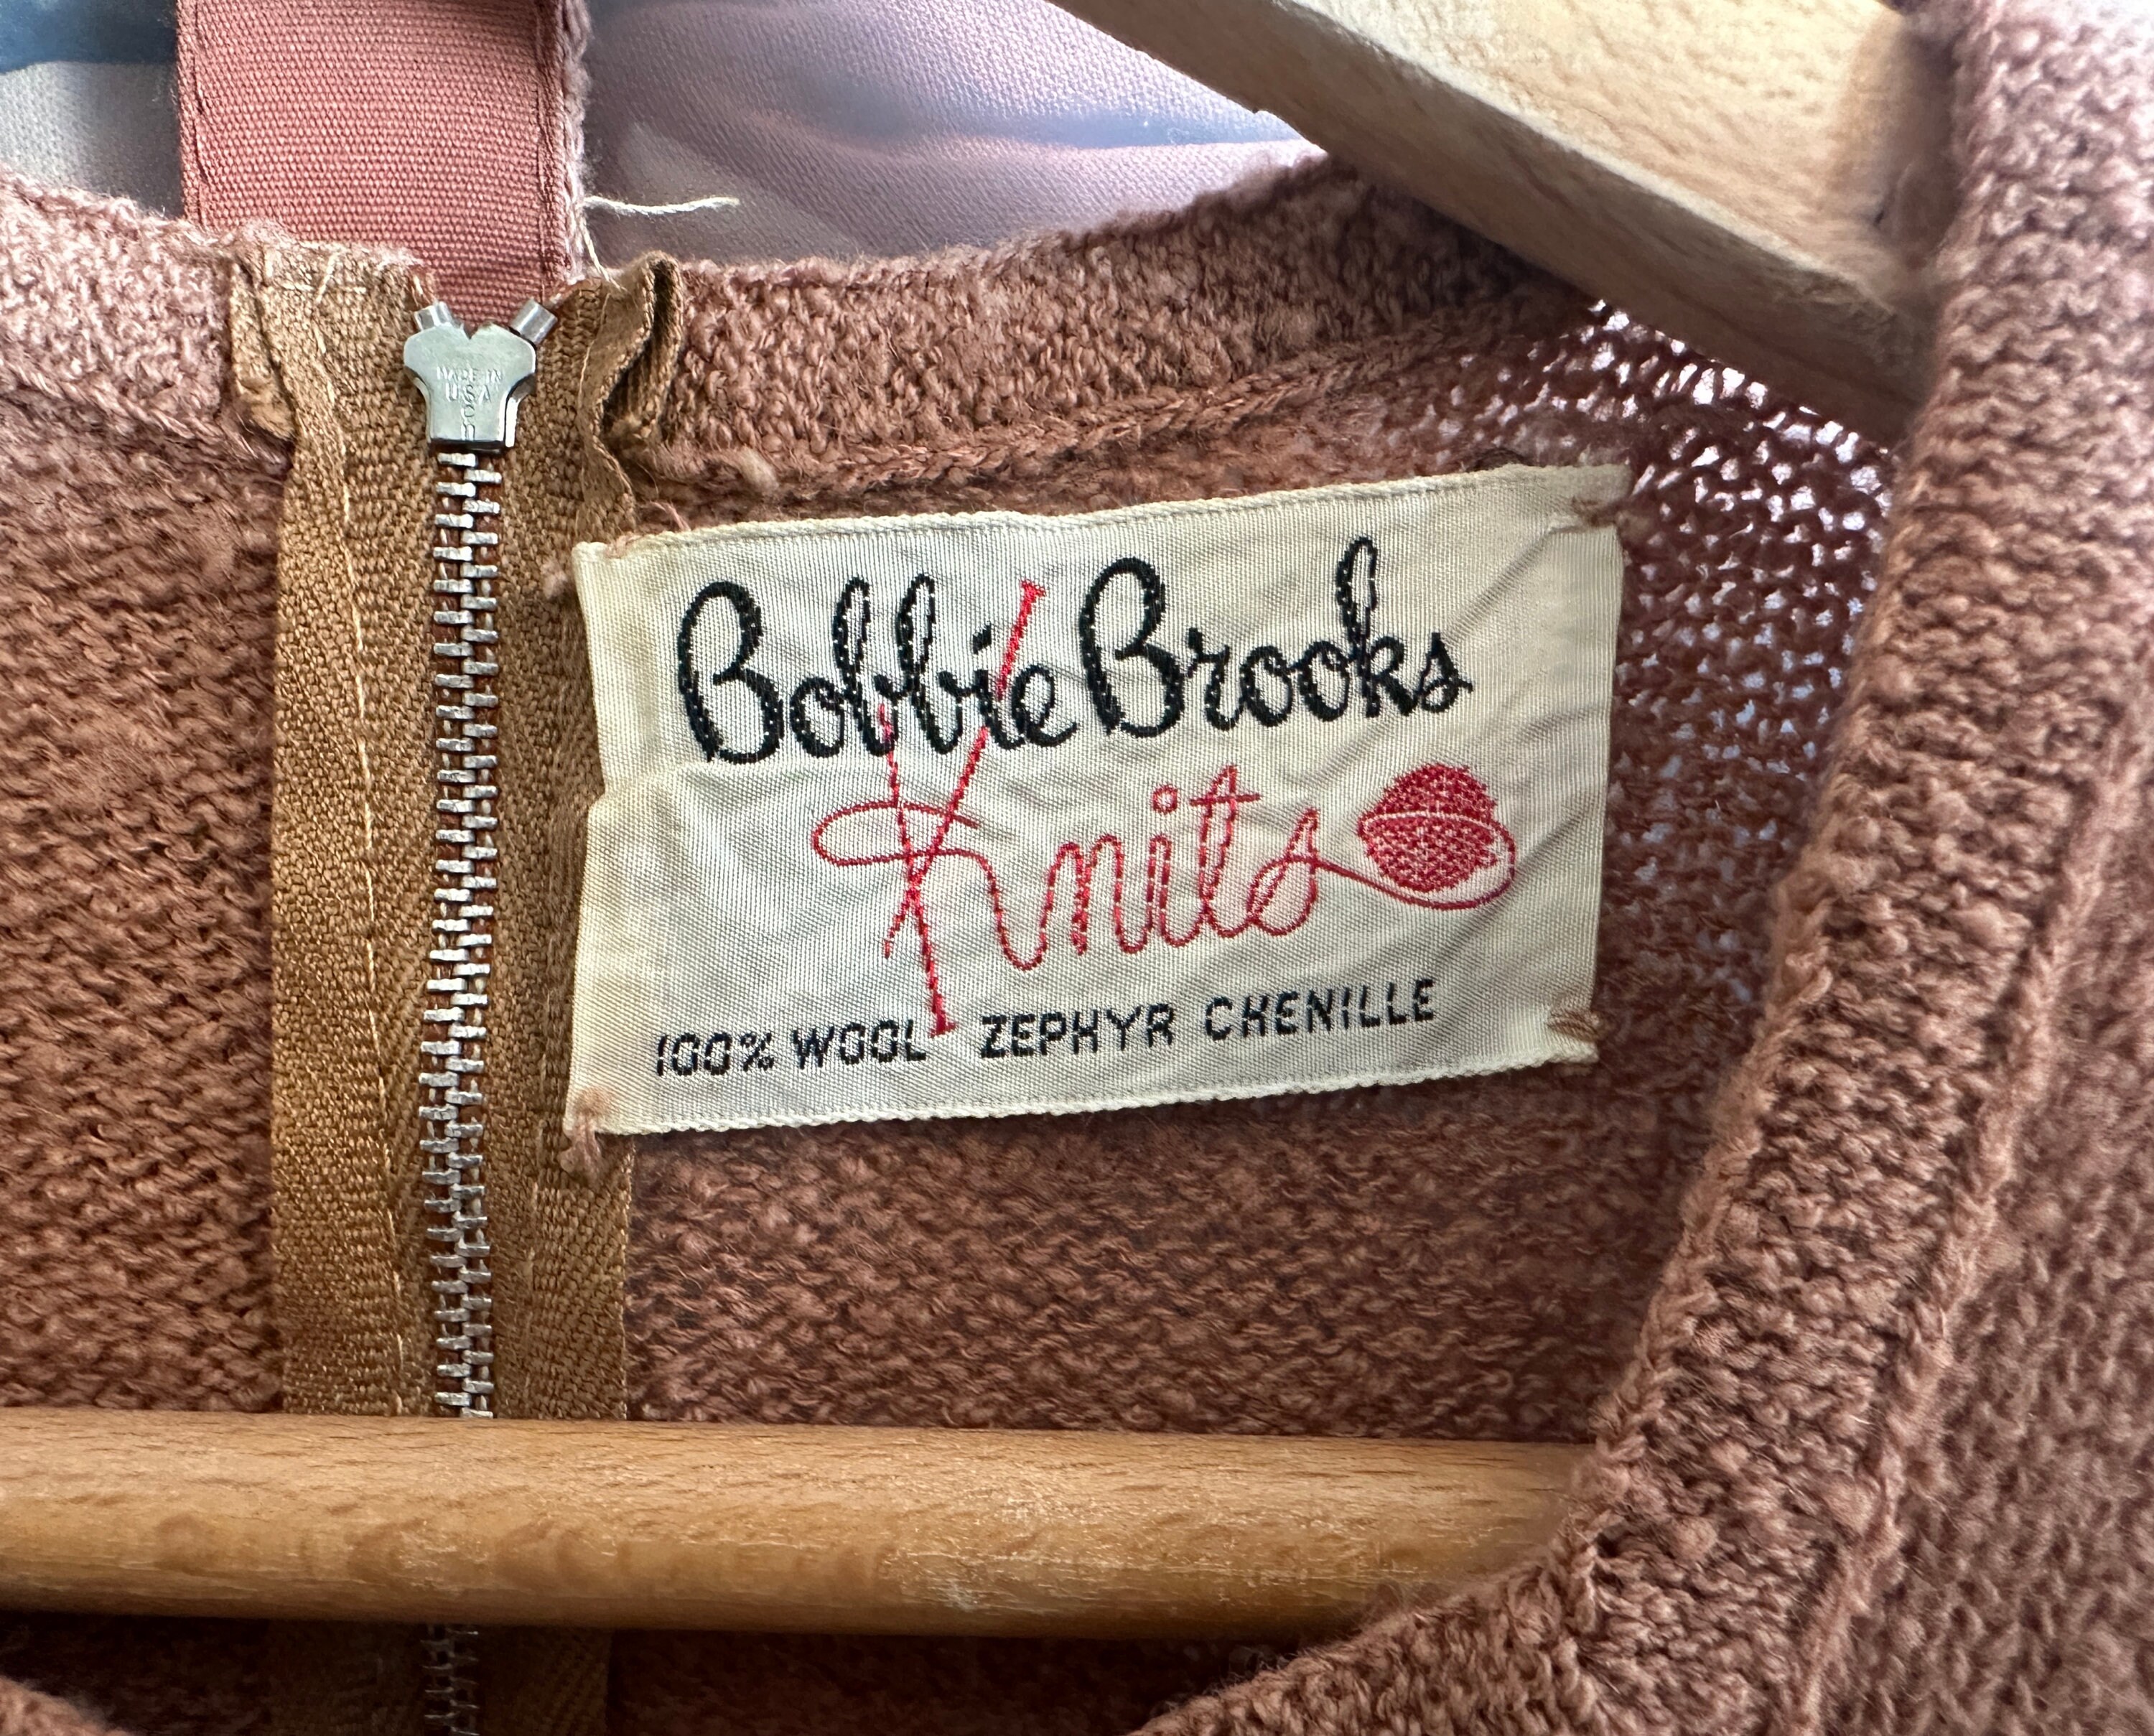 MADE IN
USA
Bobbie Brooks
Knits
100% WOOL ZEPHYR CHENILLE